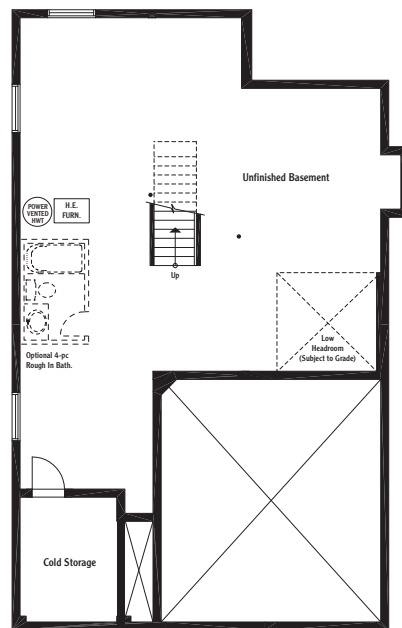 Unfinished Basement
POWER
VENTED
HWT
H.E.
FURN.
Up
Optional 4-pc
Rough In Bath.
Low
Headroom
(Subject to Grade)
Cold Storage